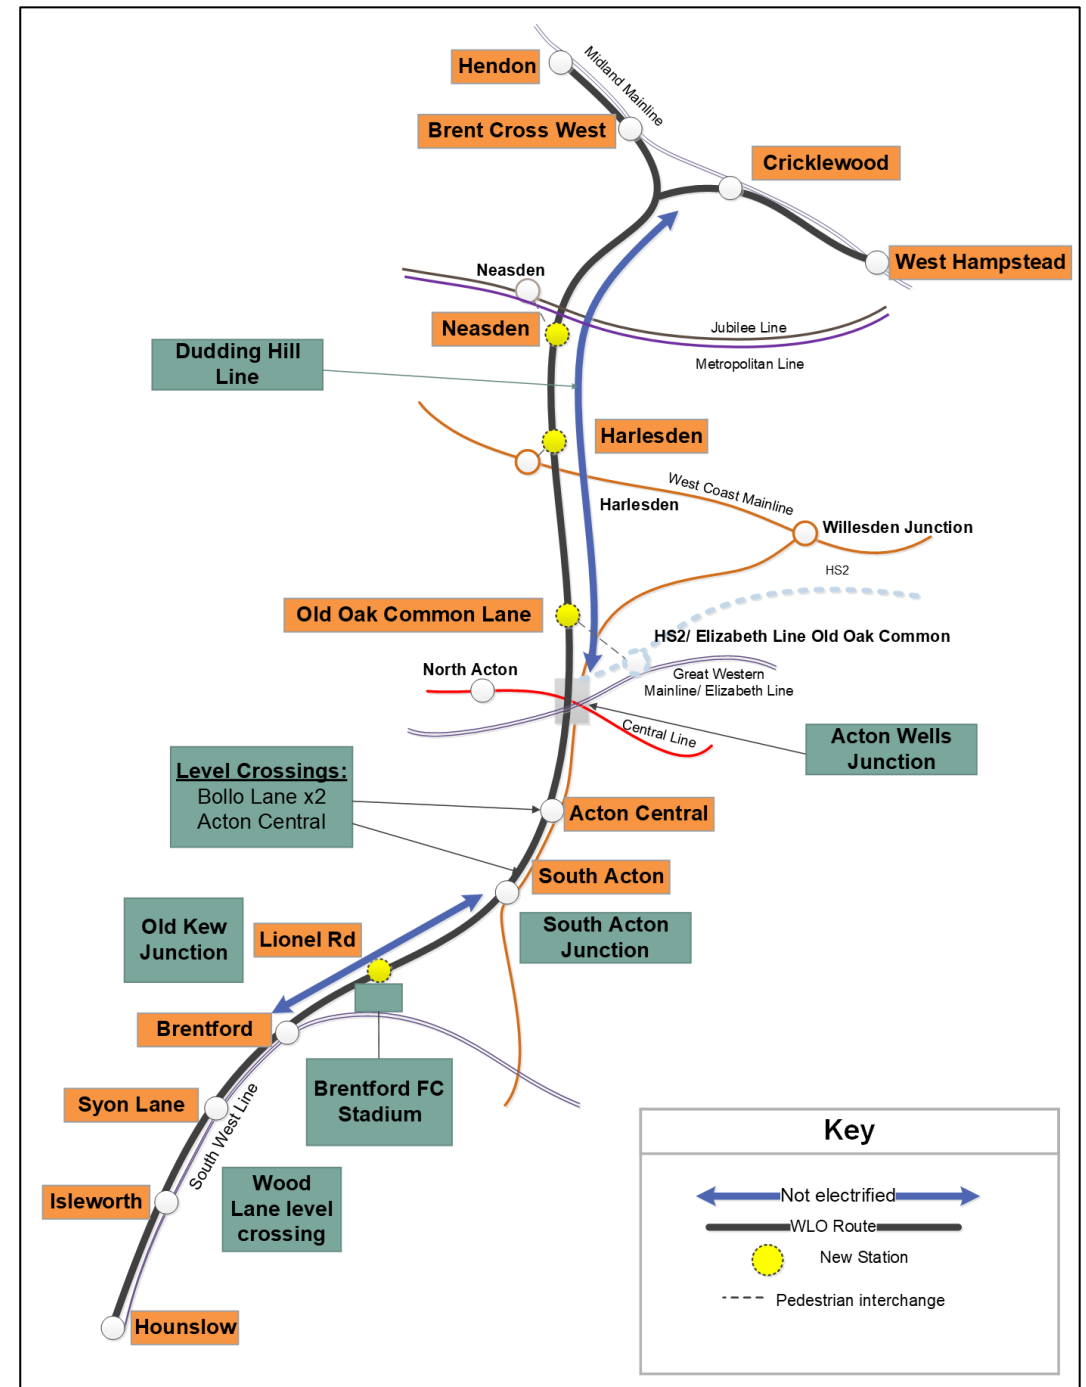 Hendon
Midland Mainline
Brent Cross West
Cricklewood
West Hampstead
Neasden
Neasden
Jubilee Line
Metropolitan Line
Dudding Hill
Line
Harlesden
West Coast Mainline
Harlesden
Willesden Junction
HS2
Old Oak Common Lane
HS2/ Elizabeth Line Old Oak Common
North Acton
Great Western
Mainline/ Elizabeth Line
Central Line
Acton Wells
Junction
Level Crossings:
Bollo Lane x2
Acton Central
Acton Central
South Acton
Old Kew
Junction
Lionel Rd
South Acton
Junction
Brentford
Brentford FC
Stadium
Syon Lane
South West Line
Isleworth
Wood
Lane level
crossing
Hounslow
Key
Not electrified
WLO Route
New Station
Pedestrian interchange